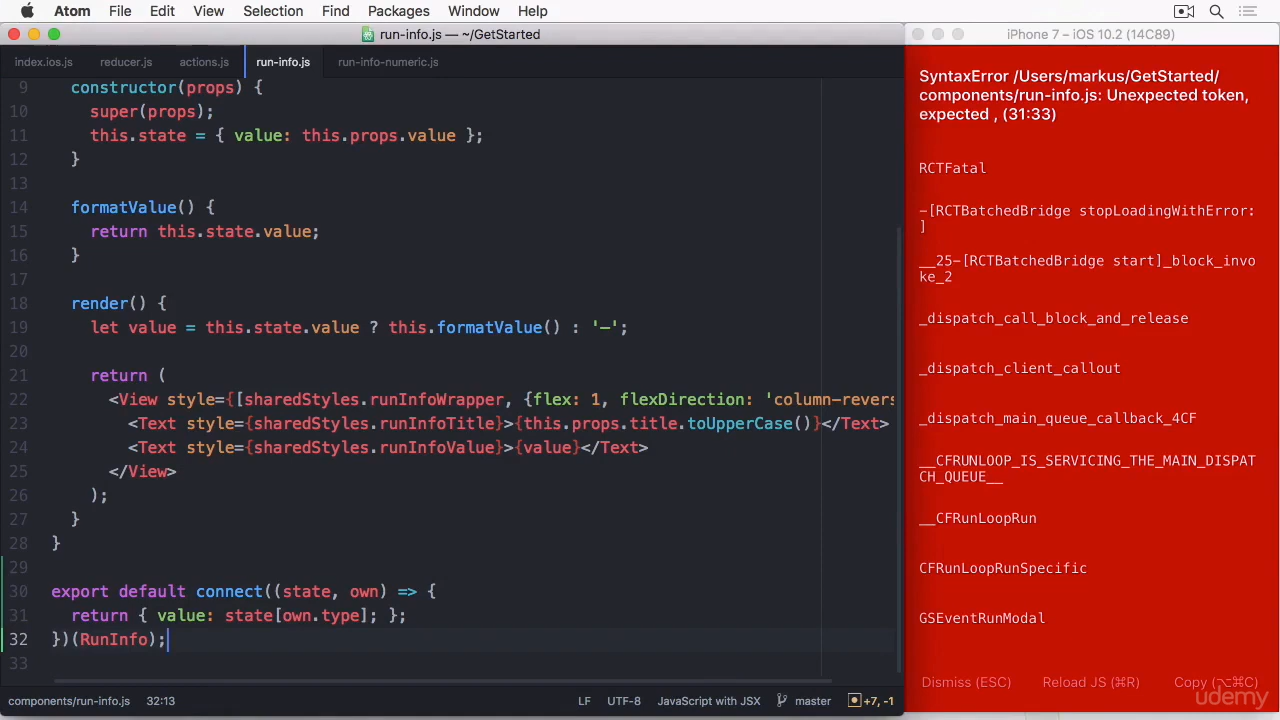 Atom File Edit View Selection Find Packages Window Help
run-info.js — ~/GetStarted
index.ios.js reducer.js actions.js run-info.js run-info-numeric.js
9 constructor(props) {
10 super(props);
11 this.state = { value: this.props.value };
12 }
13
14 formatValue() {
15 return this.state.value;
16 }
17
18 render() {
19 let value = this.state.value ? this.formatValue() : '—';
20
21 return (
22 <View style={[sharedStyles.runInfoWrapper, {flex: 1, flexDirection: 'column-revers
23 <Text style={sharedStyles.runInfoTitle}>{this.props.title.toUpperCase()}</Text>
24 <Text style={sharedStyles.runInfoValue}>{value}</Text>
25 </View>
26 );
27 }
28 }
29
30 export default connect((state, own) => {
31 return { value: state[own.type]; };
32 })(RunInfo);
33
components/run-info.js 32:13 LF UTF-8 JavaScript with JSX master +7, -1
iPhone 7 – iOS 10.2 (14C89)
SyntaxError /Users/markus/GetStarted/
components/run-info.js: Unexpected token,
expected , (31:33)
RCTFatal
-[RCTBatchedBridge stopLoadingWithError:
]
__25-[RCTBatchedBridge start]_block_invo
ke_2
_dispatch_call_block_and_release
_dispatch_client_callout
_dispatch_main_queue_callback_4CF
__CFRUNLOOP_IS_SERVICING_THE_MAIN_DISPAT
CH_QUEUE__
__CFRunLoopRun
CFRunLoopRunSpecific
GSEventRunModal
Dismiss (ESC) Reload JS (⌘R) Copy (⌥⌘C)
udemy